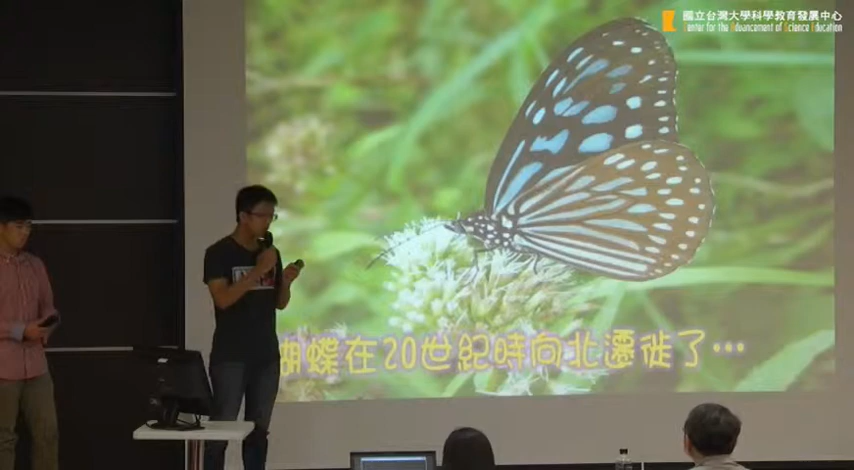 國立台灣大學科學教育發展中心
Center for the Advancement of Science Education
蝴蝶在20世紀時向北遷徙了…